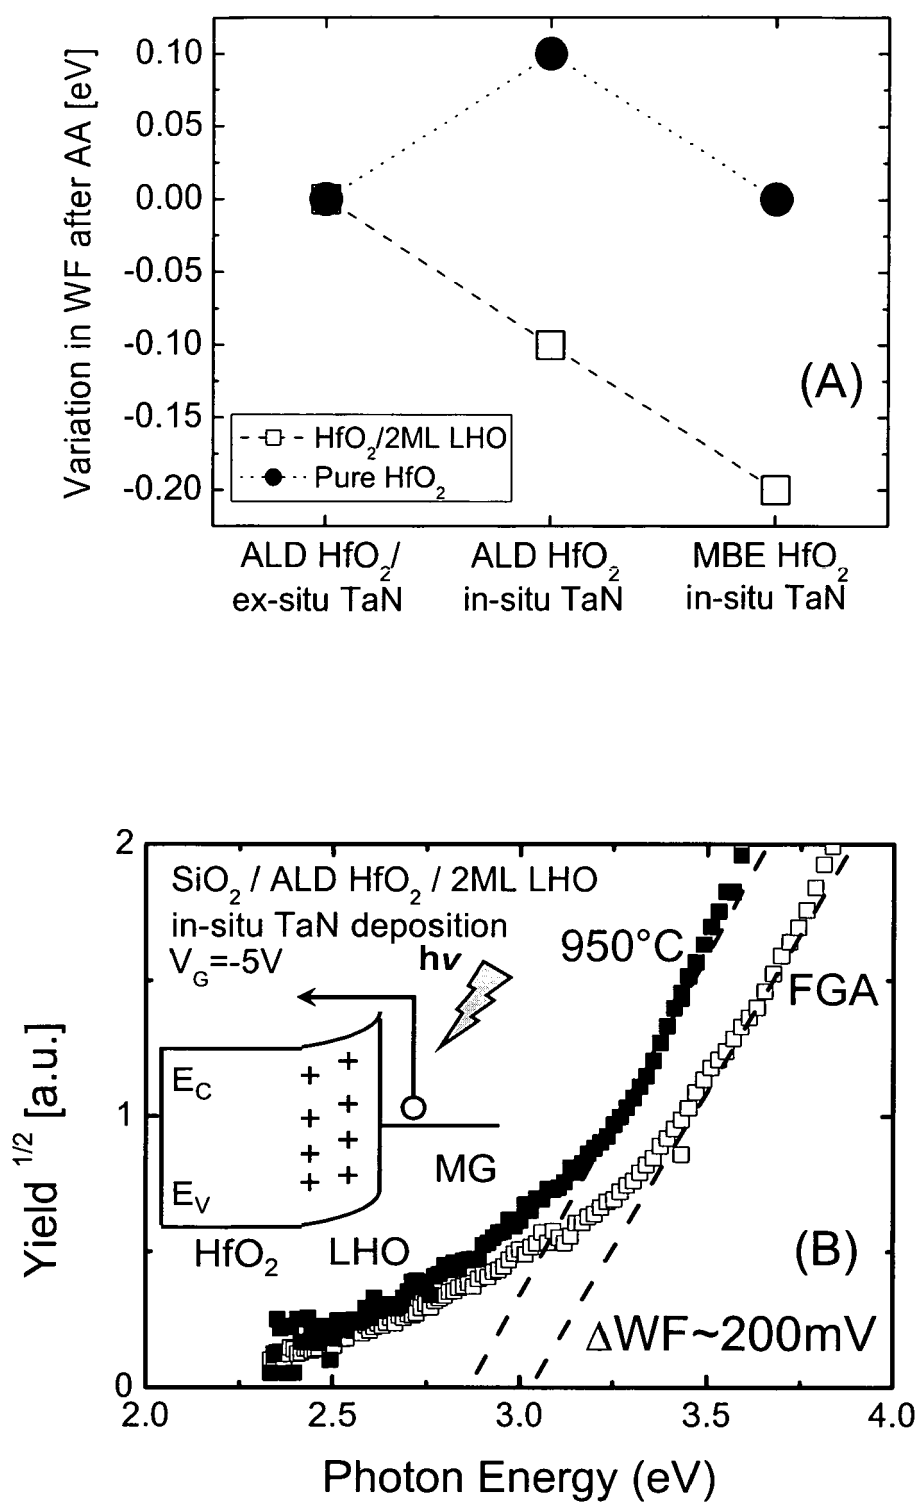 Variation in WF after AA [eV]
0.10
0.05
0.00
-0.05
-0.10
-0.15
-0.20
(A)
HfO₂/2ML LHO
Pure HfO₂
ALD HfO₂/
ex-situ TaN
ALD HfO₂
in-situ TaN
MBE HfO₂
in-situ TaN
Yield ¹/² [a.u.]
2
1
0
SiO₂ / ALD HfO₂ / 2ML LHO
in-situ TaN deposition
V_G=-5V
hν
950°C
FGA
E_C
E_V
MG
HfO₂
LHO
+ +
+ +
+ +
+ +
(B)
ΔWF~200mV
2.0
2.5
3.0
3.5
4.0
Photon Energy (eV)